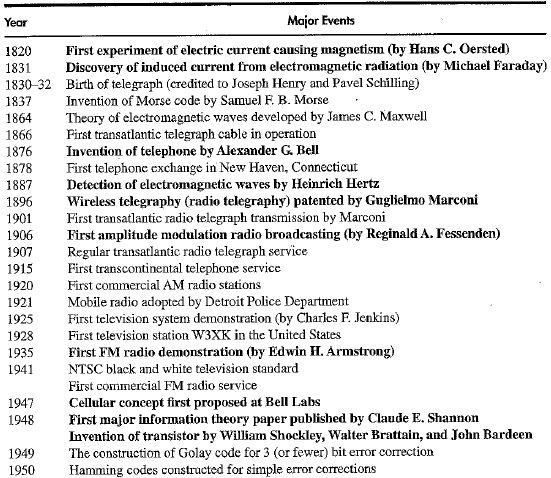 Year Major Events
1820 First experiment of electric current causing magnetism (by Hans C. Oersted)
1831 Discovery of induced current from electromagnetic radiation (by Michael Faraday)
1830–32 Birth of telegraph (credited to Joseph Henry and Pavel Schilling)
1837 Invention of Morse code by Samuel F. B. Morse
1864 Theory of electromagnetic waves developed by James C. Maxwell
1866 First transatlantic telegraph cable in operation
1876 Invention of telephone by Alexander G. Bell
1878 First telephone exchange in New Haven, Connecticut
1887 Detection of electromagnetic waves by Heinrich Hertz
1896 Wireless telegraphy (radio telegraphy) patented by Guglielmo Marconi
1901 First transatlantic radio telegraph transmission by Marconi
1906 First amplitude modulation radio broadcasting (by Reginald A. Fessenden)
1907 Regular transatlantic radio telegraph service
1915 First transcontinental telephone service
1920 First commercial AM radio stations
1921 Mobile radio adopted by Detroit Police Department
1925 First television system demonstration (by Charles F. Jenkins)
1928 First television station W3XK in the United States
1935 First FM radio demonstration (by Edwin H. Armstrong)
1941 NTSC black and white television standard
First commercial FM radio service
1947 Cellular concept first proposed at Bell Labs
1948 First major information theory paper published by Claude E. Shannon
Invention of transistor by William Shockley, Walter Brattain, and John Bardeen
1949 The construction of Golay code for 3 (or fewer) bit error correction
1950 Hamming codes constructed for simple error corrections